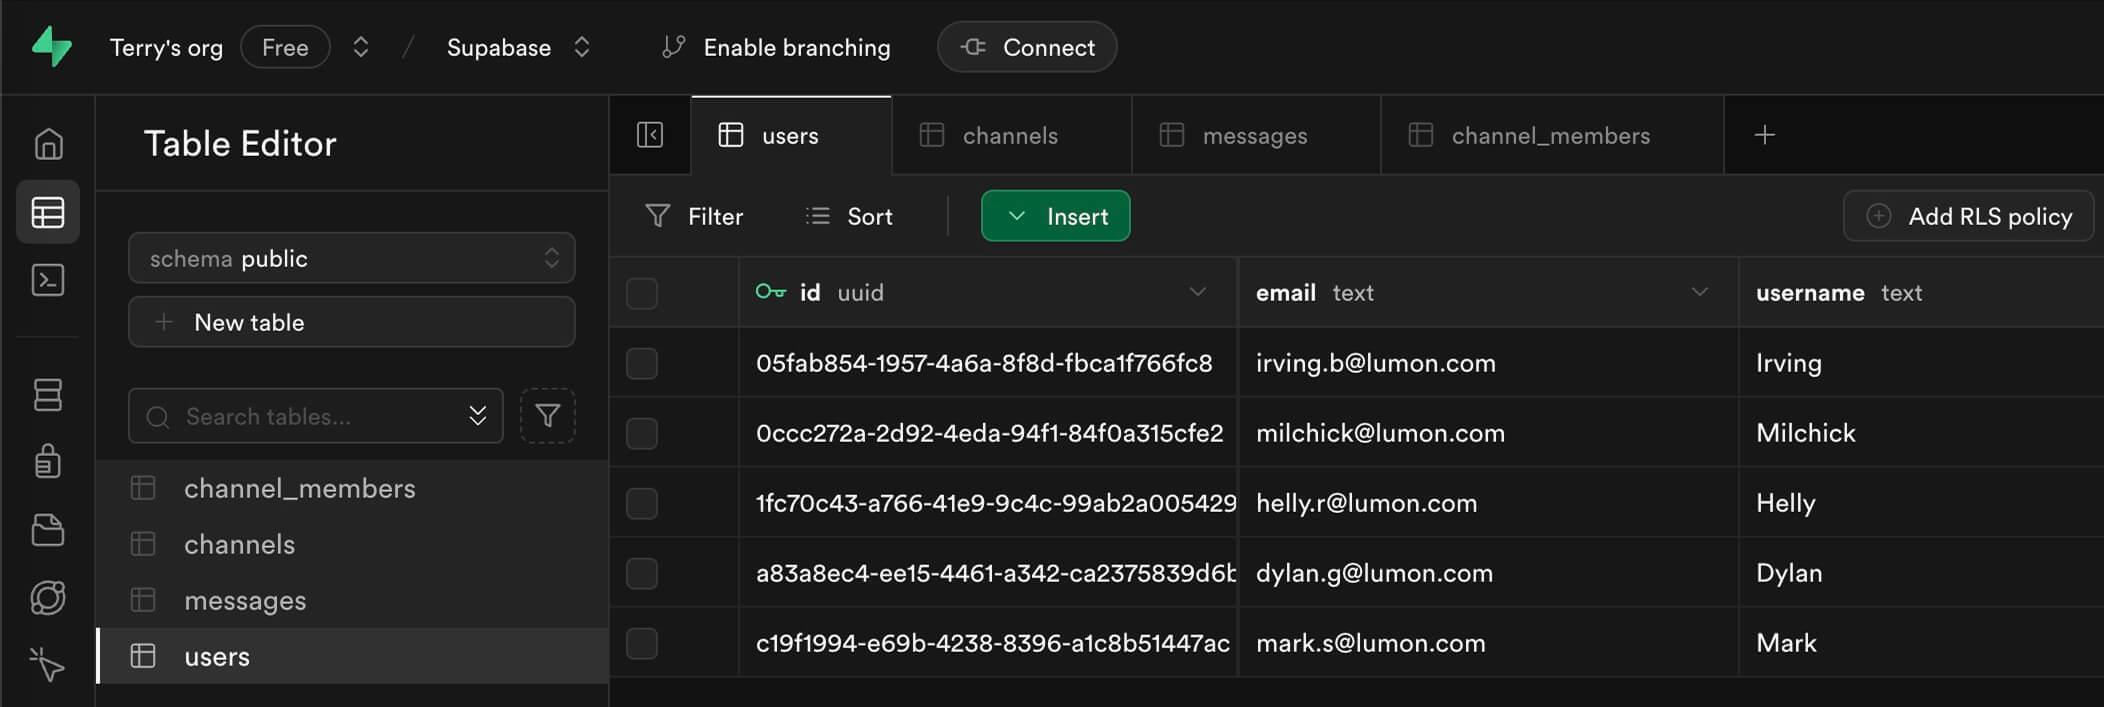 Terry's org Free / Supabase Enable branching Connect
Table Editor
schema public
New table
Search tables...
channel_members
channels
messages
users
users channels messages channel_members
Filter Sort Insert Add RLS policy
id uuid email text username text
05fab854-1957-4a6a-8f8d-fbca1f766fc8 irving.b@lumon.com Irving
0ccc272a-2d92-4eda-94f1-84f0a315cfe2 milchick@lumon.com Milchick
1fc70c43-a766-41e9-9c4c-99ab2a005429 helly.r@lumon.com Helly
a83a8ec4-ee15-4461-a342-ca2375839d6b dylan.g@lumon.com Dylan
c19f1994-e69b-4238-8396-a1c8b51447ac mark.s@lumon.com Mark